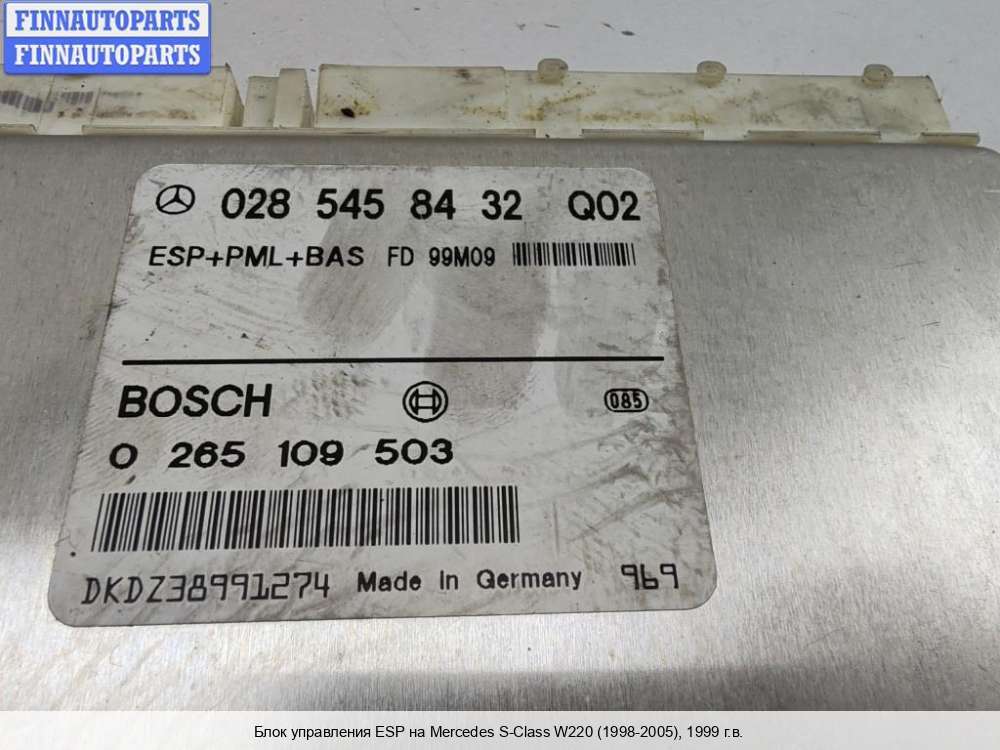 FINNAUTOPARTS
FINNAUTOPARTS
028 545 84 32 Q02
ESP+PML+BAS FD 99M09
BOSCH
085
0 265 109 503
DKDZ38991274 Made in Germany 969
Блок управления ESP на Mercedes S-Class W220 (1998-2005), 1999 г.в.